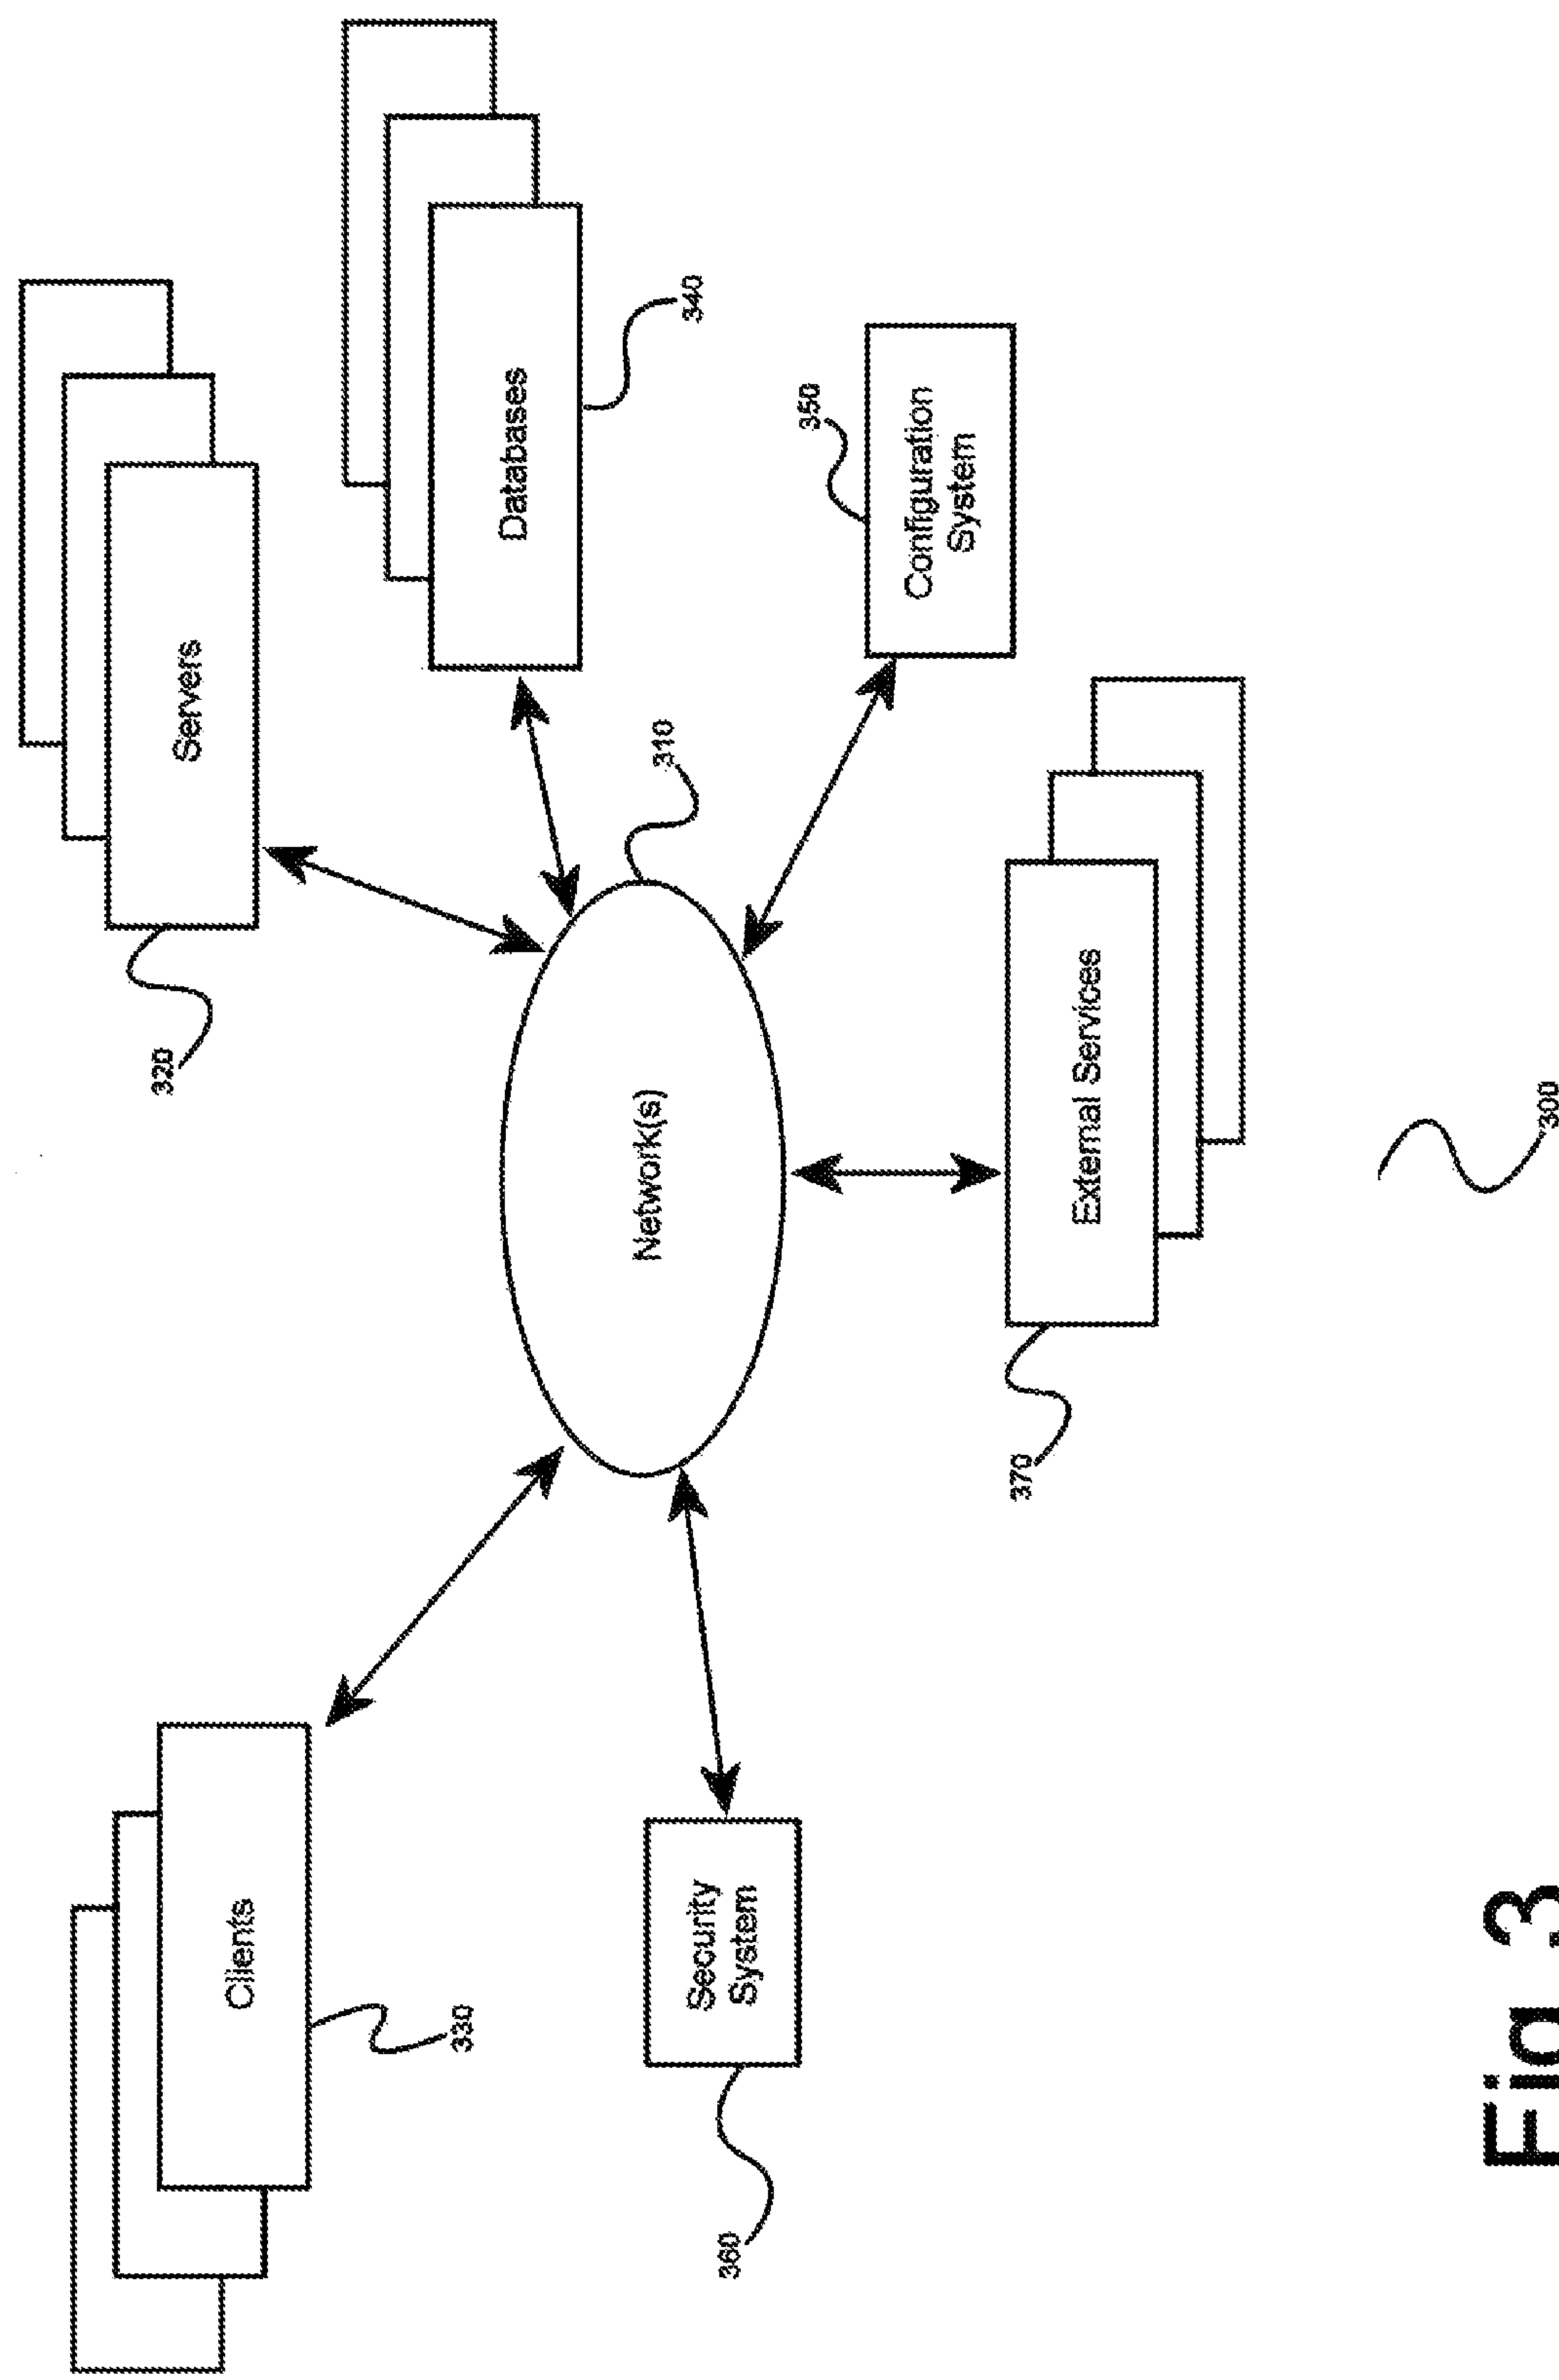 Clients
330
Servers
320
Databases
340
Network(s)
310
Security
System
360
Configuration
System
350
External Services
370
300
Fig. 3